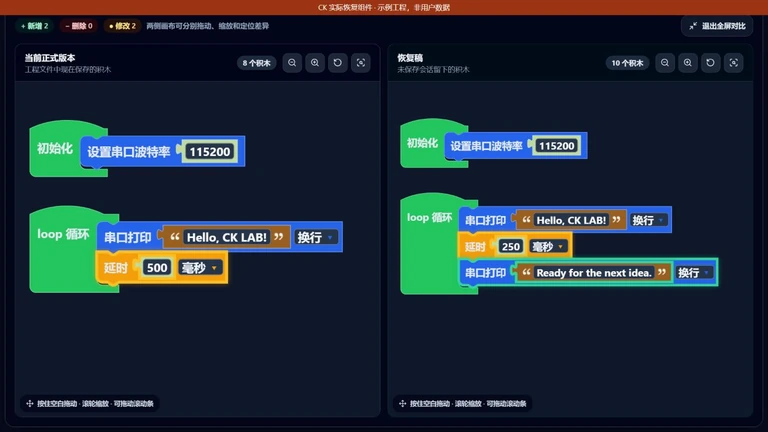 CK 实际恢复组件 · 示例工程，非用户数据
+ 新增 2 − 删除 0 ● 修改 2 两侧画布可分别拖动、缩放和定位差异 退出全屏对比
当前正式版本
工程文件中现在保存的积木
8 个积木
初始化 设置串口波特率 115200
loop 循环 串口打印 “ Hello, CK LAB! ” 换行
延时 500 毫秒
按住空白拖动 · 滚轮缩放 · 可拖动滚动条
恢复稿
未保存会话留下的积木
10 个积木
初始化 设置串口波特率 115200
loop 循环 串口打印 “ Hello, CK LAB! ” 换行
延时 250 毫秒
串口打印 “ Ready for the next idea. ” 换行
按住空白拖动 · 滚轮缩放 · 可拖动滚动条